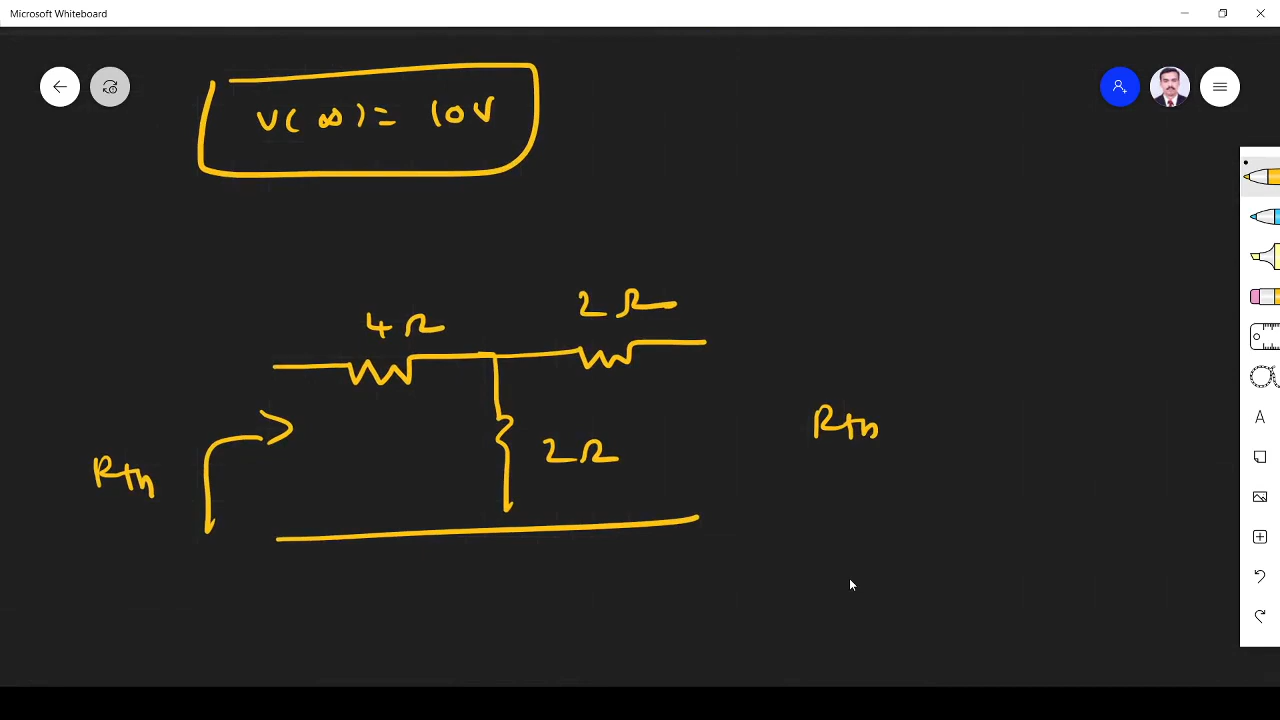 Microsoft Whiteboard
v(∞) = 10V
4Ω
2Ω
2Ω
Rth
Rth
A